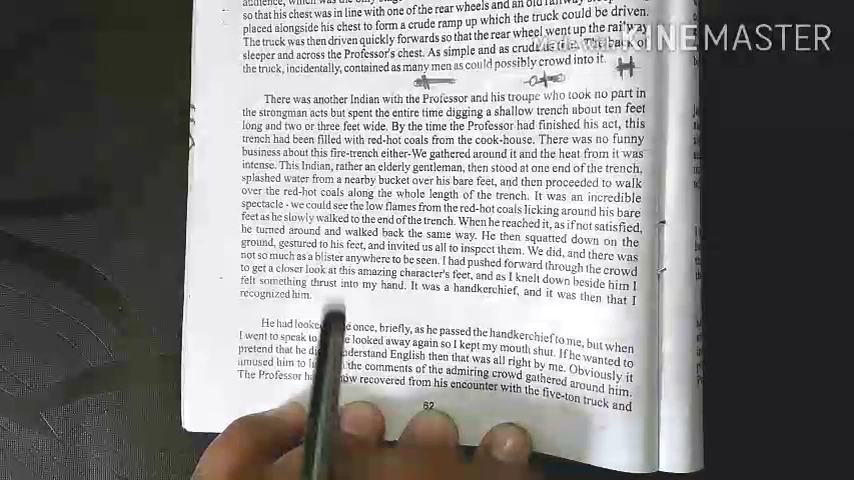 so that his chest was in line with one of the rear wheels and an old railway
placed alongside his chest to form a crude ramp up which the truck could be driven.
The truck was then driven quickly forwards so that the rear wheel went up the railway
sleeper and across the Professor's chest. As simple and as crude as The back of
the truck, incidentally, contained as many men as could possibly crowd into it.
KINEMASTER
There was another Indian with the Professor and his troupe who took no part in
the strongman acts but spent the entire time digging a shallow trench about ten feet
long and two or three feet wide. By the time the Professor had finished his act, this
trench had been filled with red-hot coals from the cook-house. There was no funny
business about this fire-trench either-We gathered around it and the heat from it was
intense. This Indian, rather an elderly gentleman, then stood at one end of the trench,
splashed water from a nearby bucket over his bare feet, and then proceeded to walk
over the red-hot coals along the whole length of the trench. It was an incredible
spectacle - we could see the low flames from the red-hot coals licking around his bare
feet as he slowly walked to the end of the trench. When he reached it, as if not satisfied,
he turned around and walked back the same way. He then squatted down on the
ground, gestured to his feet, and invited us all to inspect them. We did, and there was
not so much as a blister anywhere to be seen. I had pushed forward through the crowd
to get a closer look at this amazing character's feet, and as I knelt down beside him I
felt something thrust into my hand. It was a handkerchief, and it was then that I
recognized him.
He had looked once, briefly, as he passed the handkerchief to me, but when
I went to speak to looked away again so I kept my mouth shut. If he wanted to
pretend that he understand English then that was all right by me. Obviously it
amused him to the comments of the admiring crowd gathered around him.
The Professor recovered from his encounter with the five-ton truck and
62